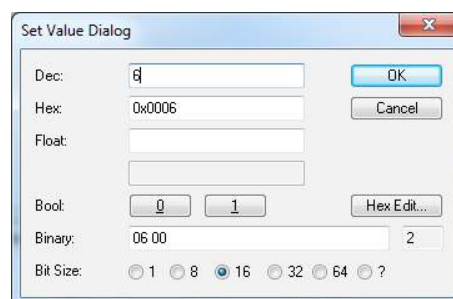 Set Value Dialog
Dec: 6 OK
Hex: 0x0006 Cancel
Float:
Bool: 0 1 Hex Edit...
Binary: 06 00 2
Bit Size: 1 8 16 32 64 ?